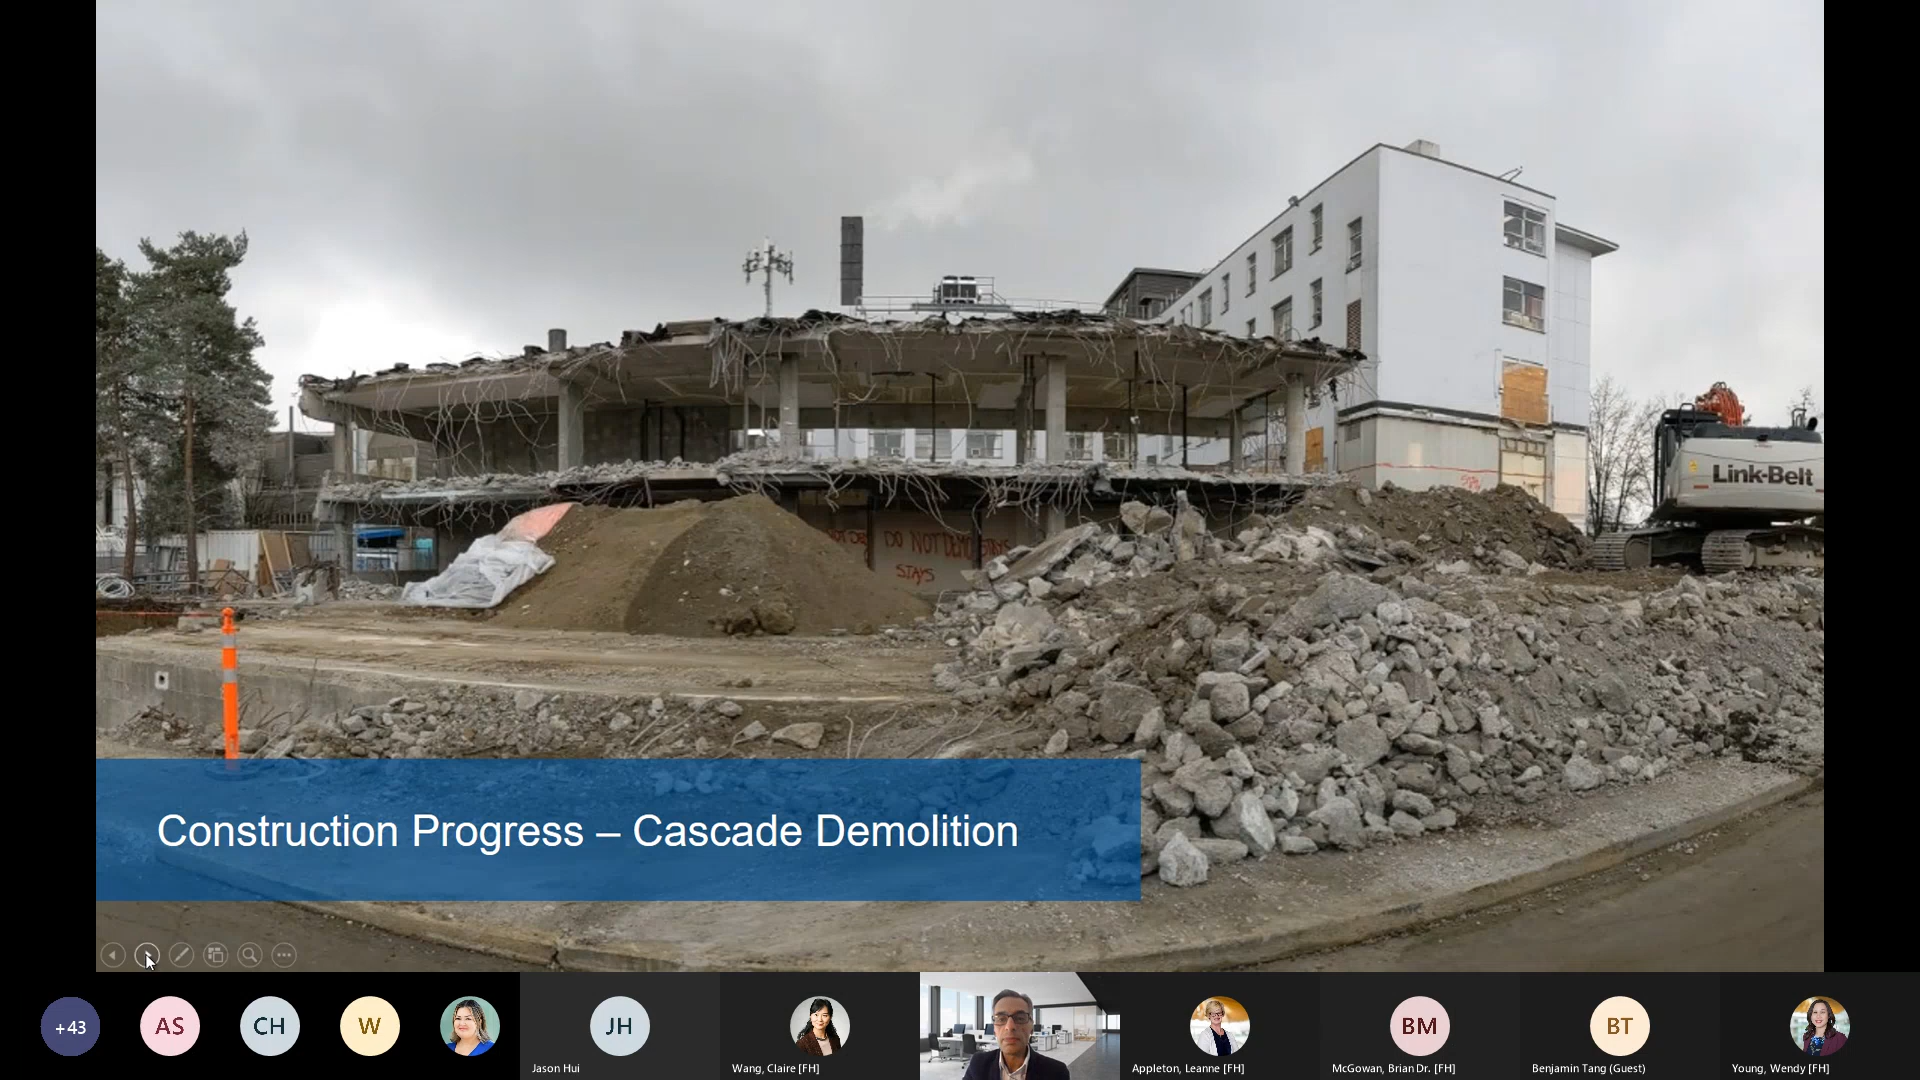 Link-Belt
DO NOT DEMO
STAYS
Construction Progress – Cascade Demolition
+43
AS
CH
W
JH
BM
BT
Jason Hui
Wang, Claire [FH]
Appleton, Leanne [FH]
McGowan, Brian Dr. [FH]
Benjamin Tang (Guest)
Young, Wendy [FH]